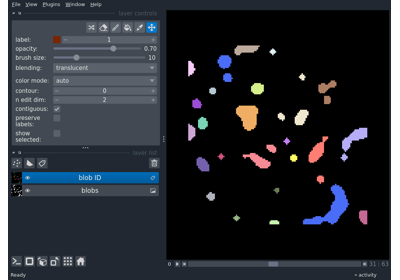 File View Plugins Window Help
layer controls
label: 1
opacity: 0.70
brush size: 10
blending: translucent
color mode: auto
contour: 0
n edit dim: 2
contiguous: ✓
preserve
labels:
show
selected:
layer list
blob ID
blobs
31 63
Ready
activity